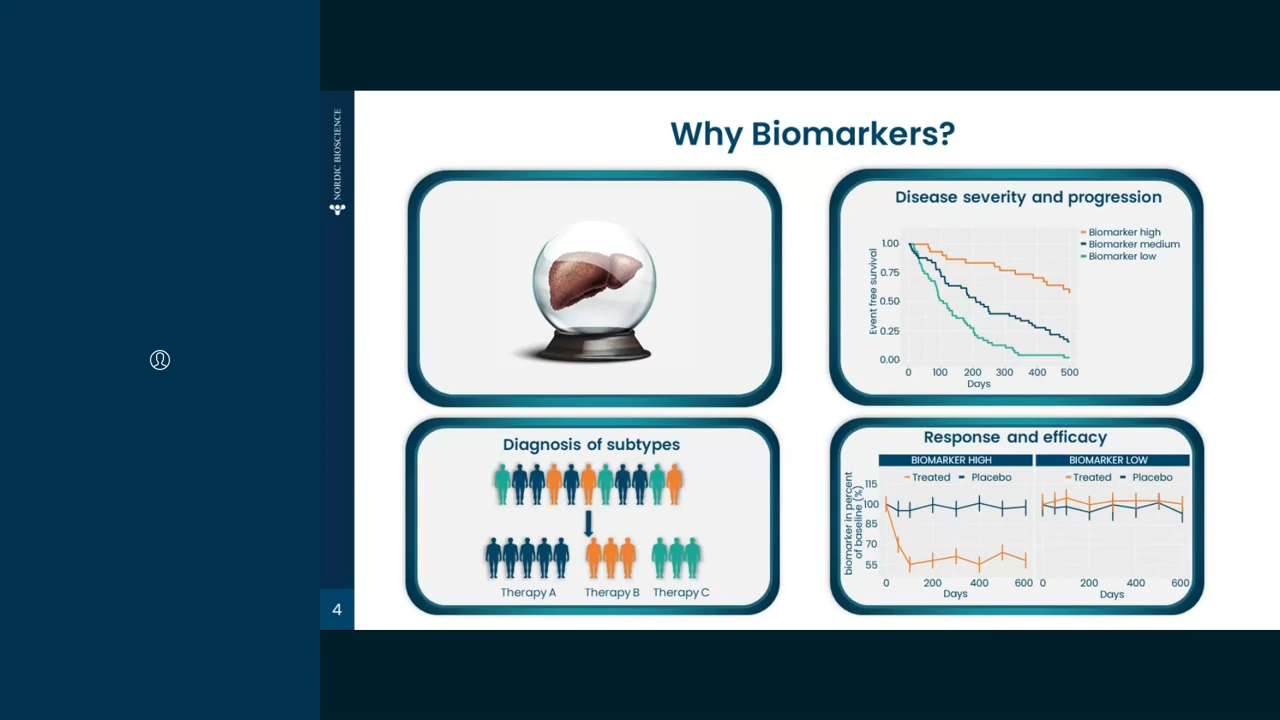 NORDIC BIOSCIENCE
Why Biomarkers?
Disease severity and progression
Event free survival
1.00
0.75
0.50
0.25
0.00
0 100 200 300 400 500
Days
Biomarker high
Biomarker medium
Biomarker low
Diagnosis of subtypes
Therapy A Therapy B Therapy C
Response and efficacy
BIOMARKER HIGH BIOMARKER LOW
Treated Placebo Treated Placebo
biomarker in percent
of baseline (%)
115
100
85
70
55
0 200 400 600 0 200 400 600
Days Days
4